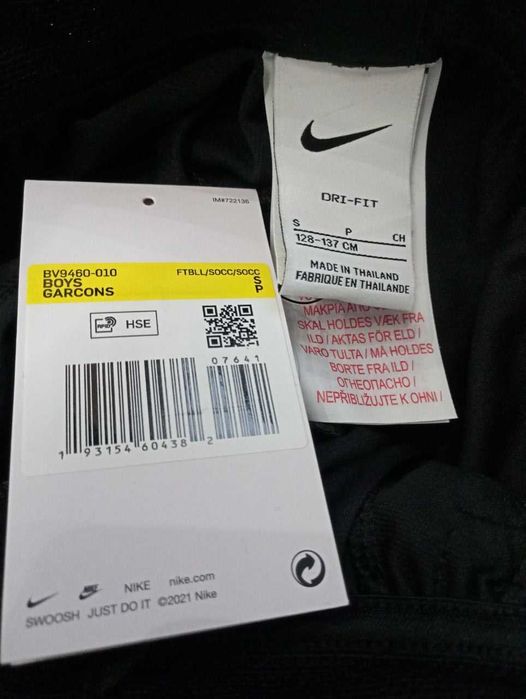 IM#722136
BV9460-010 FTBLL/SOCC/SOCC
BOYS S
GARCONS P
RFID HSE
07641
1 93154 60438 2
NIKE nike.com
SWOOSH JUST DO IT ©2021 Nike
DRI-FIT
S P CH
128-137 CM
MADE IN THAILAND
FABRIQUE EN THAILANDE
SKAL HOLDES VÆK FRA
ILD / AKTAS FÖR ELD /
VARO TULTA / MÅ HOLDES
BORTE FRA ILD /
ОГНЕОПАСНО /
NEPŘIBLIŽUJTE K OHNI /